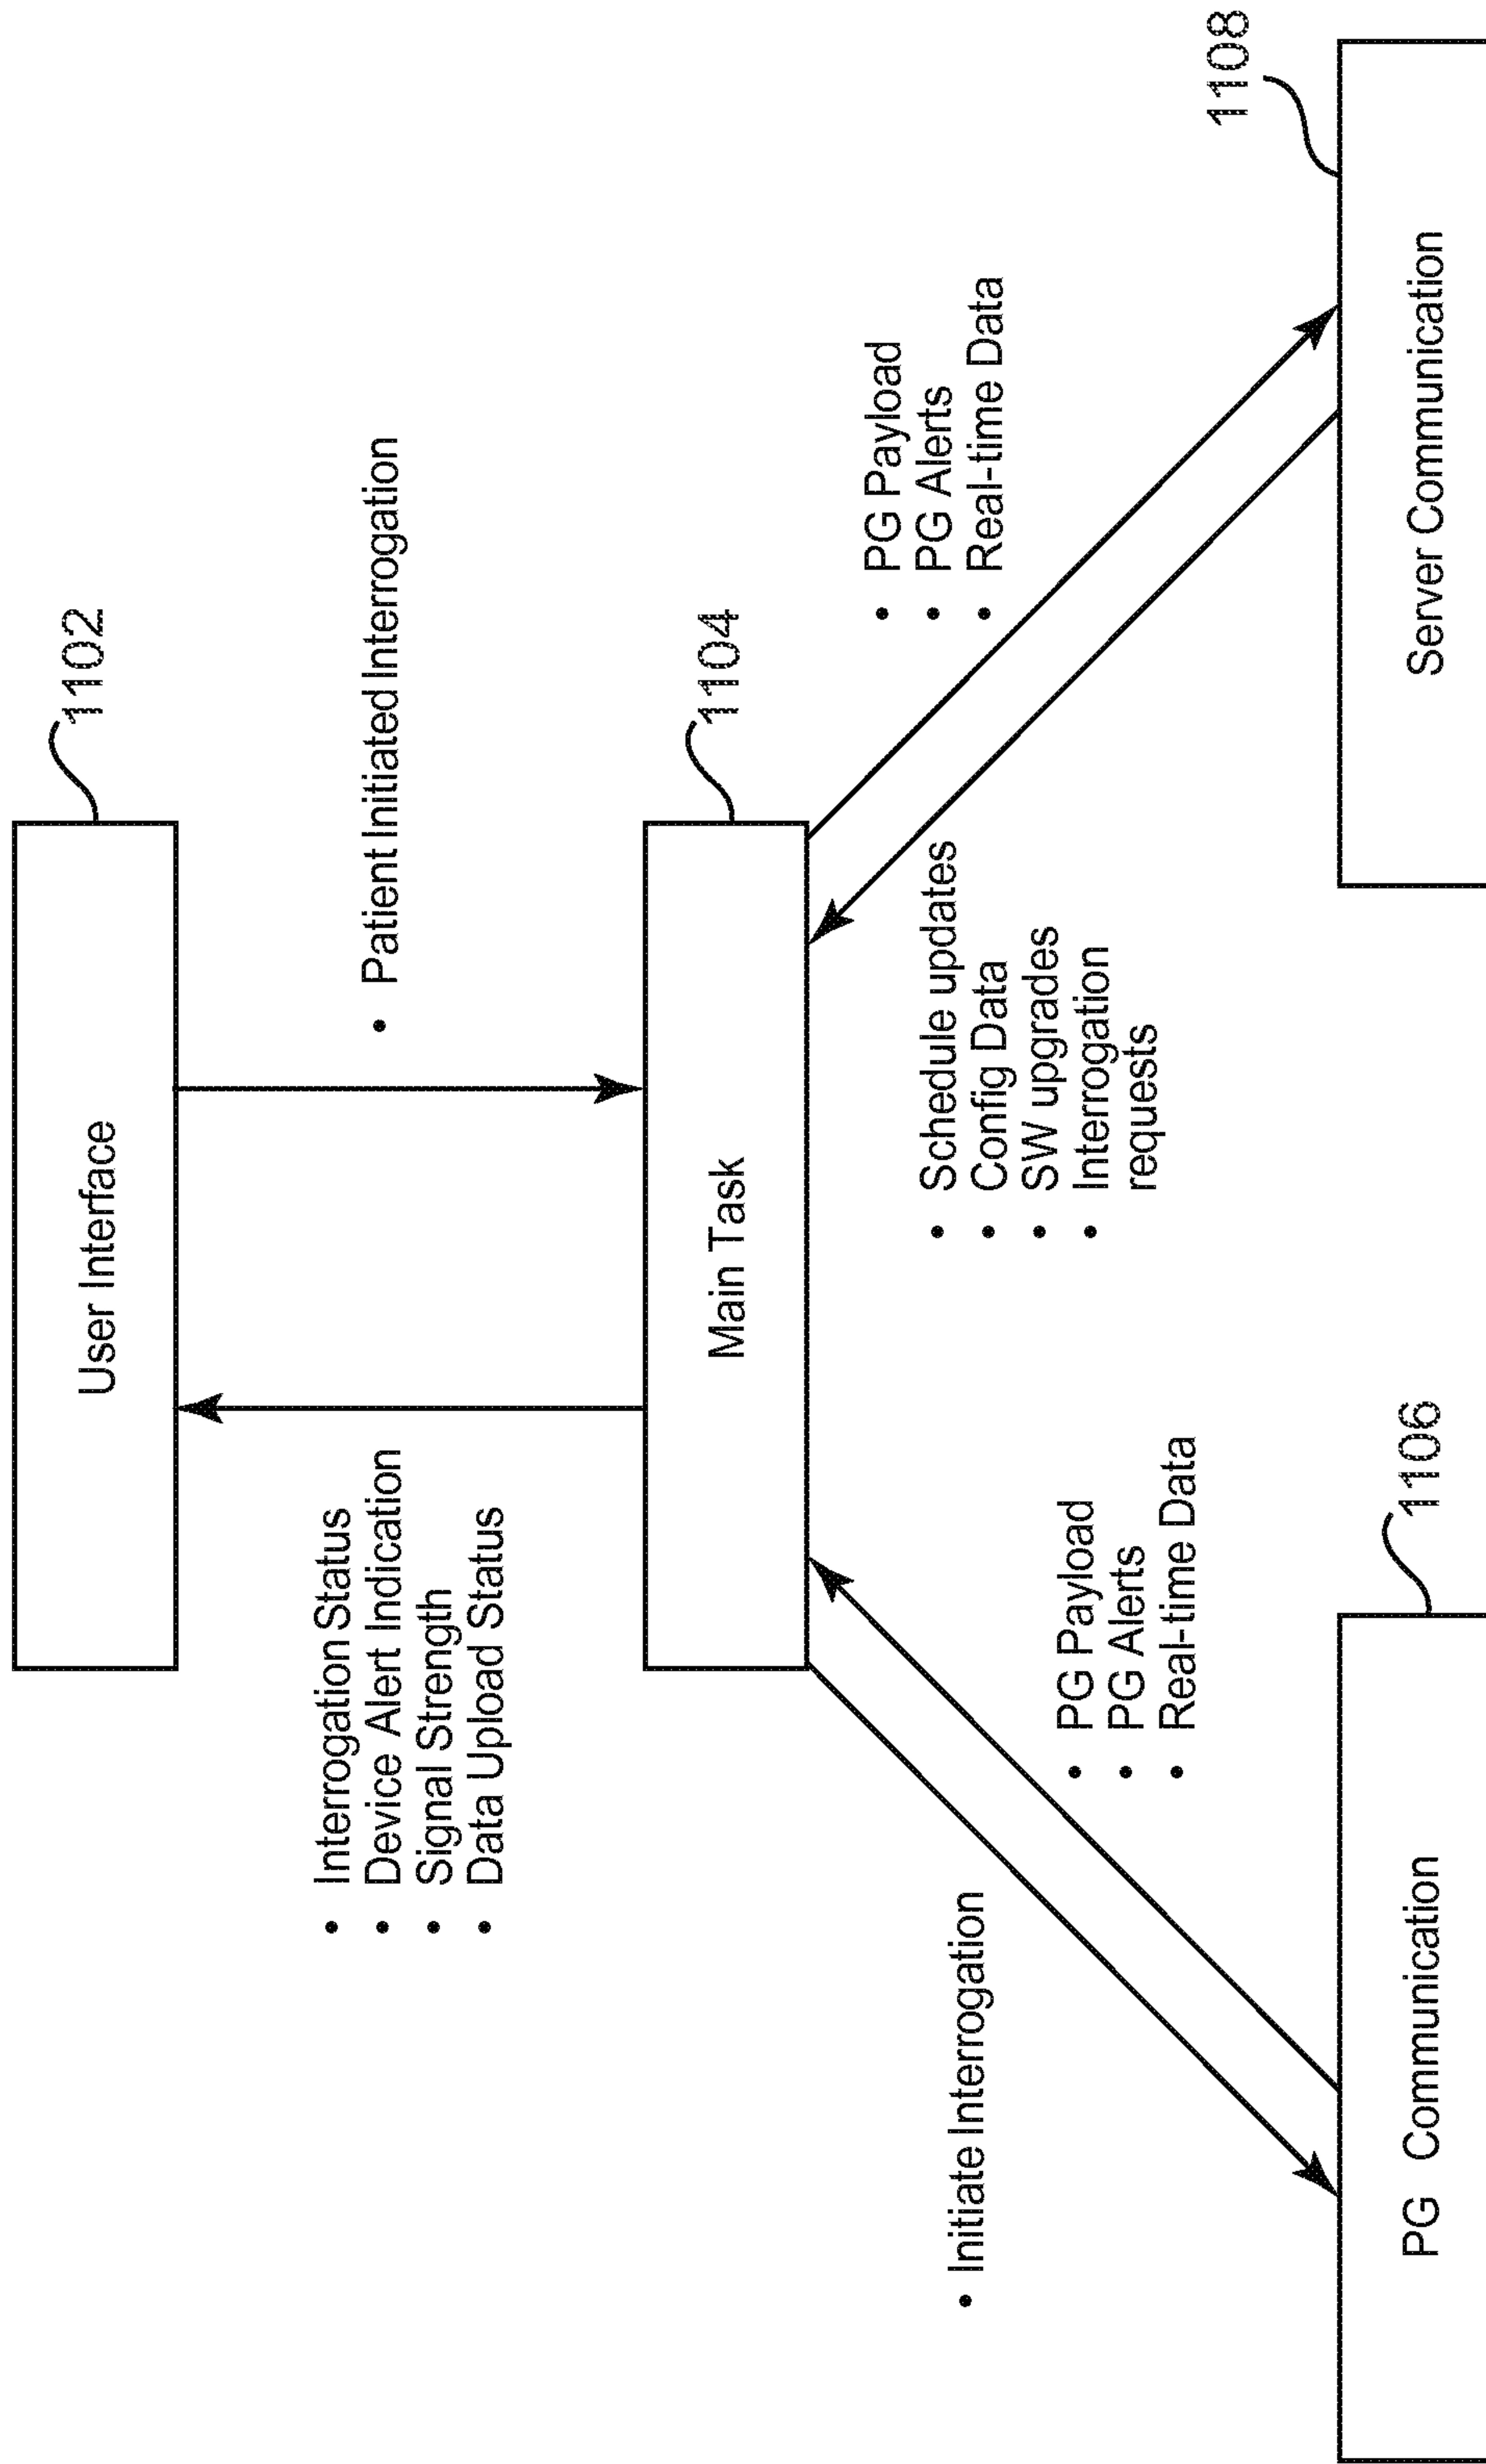 1102
User Interface
• Interrogation Status
• Device Alert Indication
• Signal Strength
• Data Upload Status
• Patient Initiated Interrogation
1104
Main Task
• Initiate Interrogation
• PG Payload
• PG Alerts
• Real-time Data
• Schedule updates
• Config Data
• SW upgrades
• Interrogation
requests
• PG Payload
• PG Alerts
• Real-time Data
1106
PG Communication
1108
Server Communication